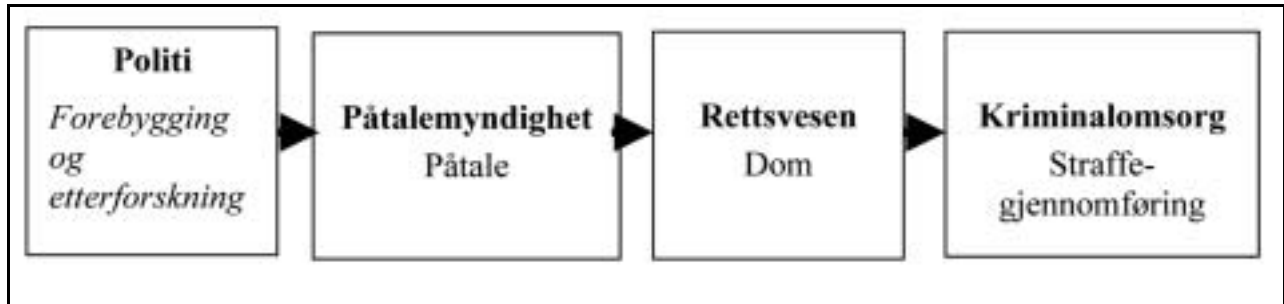 Politi
Forebygging
og
etterforskning
Påtalemyndighet
Påtale
Rettsvesen
Dom
Kriminalomsorg
Straffe-
gjennomføring